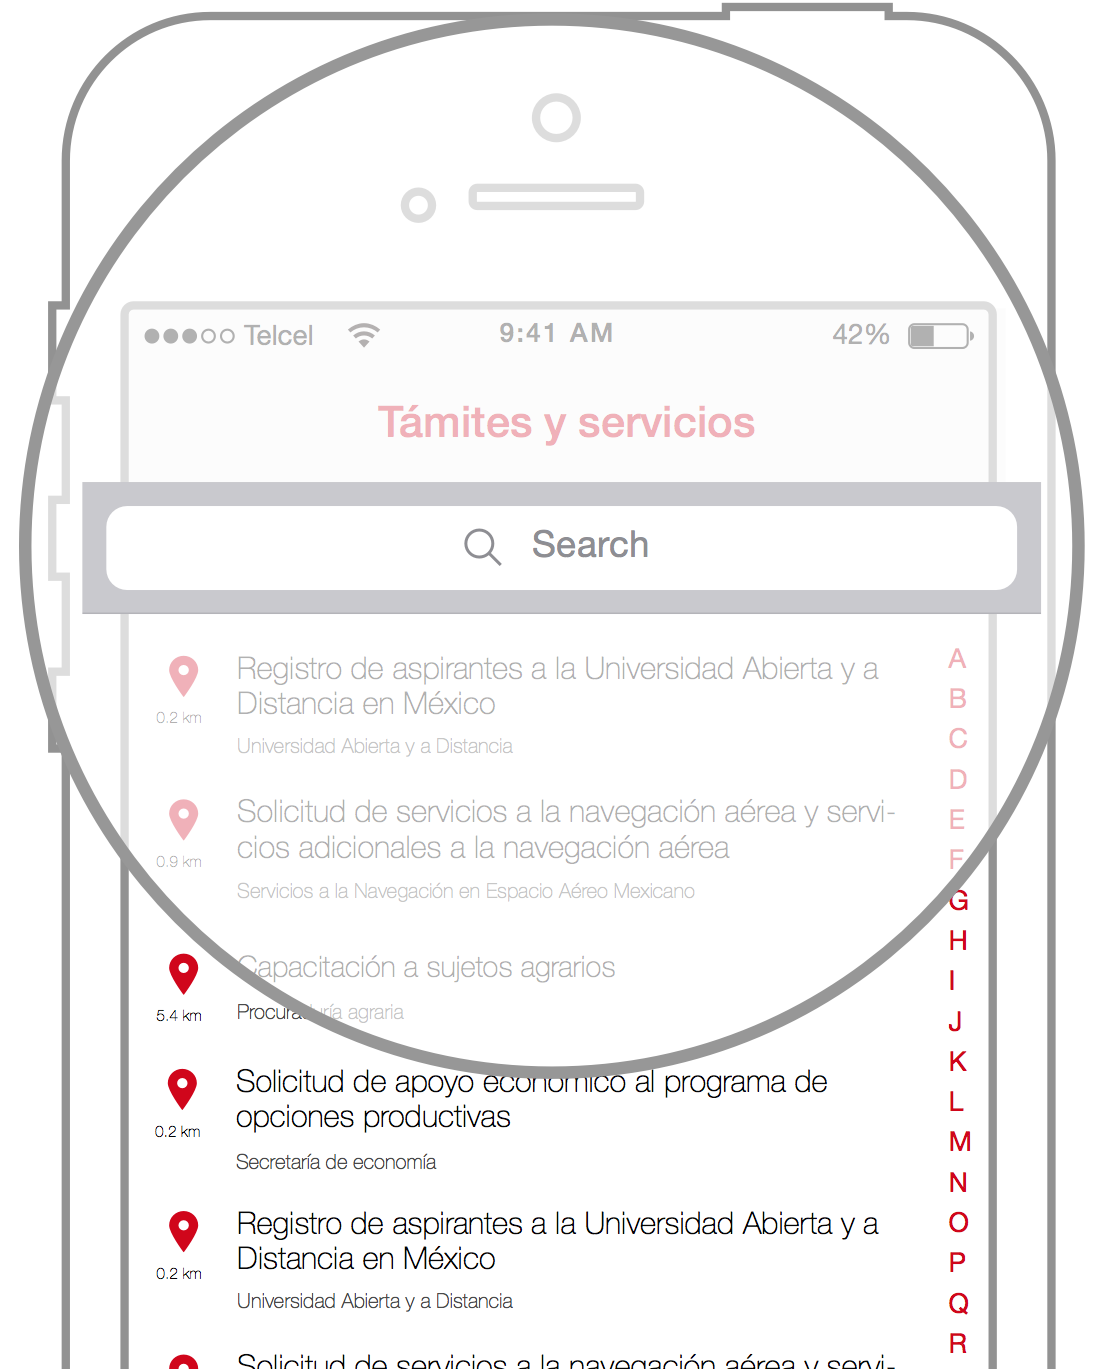 Telcel 9:41 AM 42%
Támites y servicios
Search
Registro de aspirantes a la Universidad Abierta y a
Distancia en México
0.2 km
Universidad Abierta y a Distancia
Solicitud de servicios a la navegación aérea y servi-
cios adicionales a la navegación aérea
0.9 km
Servicios a la Navegación en Espacio Aéreo Mexicano
Capacitación a sujetos agrarios
5.4 km
Procuraduría agraria
Solicitud de apoyo económico al programa de
opciones productivas
0.2 km
Secretaría de economía
Registro de aspirantes a la Universidad Abierta y a
Distancia en México
0.2 km
Universidad Abierta y a Distancia
Solicitud de servicios a la navegación aérea y servi-
A
B
C
D
E
F
G
H
I
J
K
L
M
N
O
P
Q
R